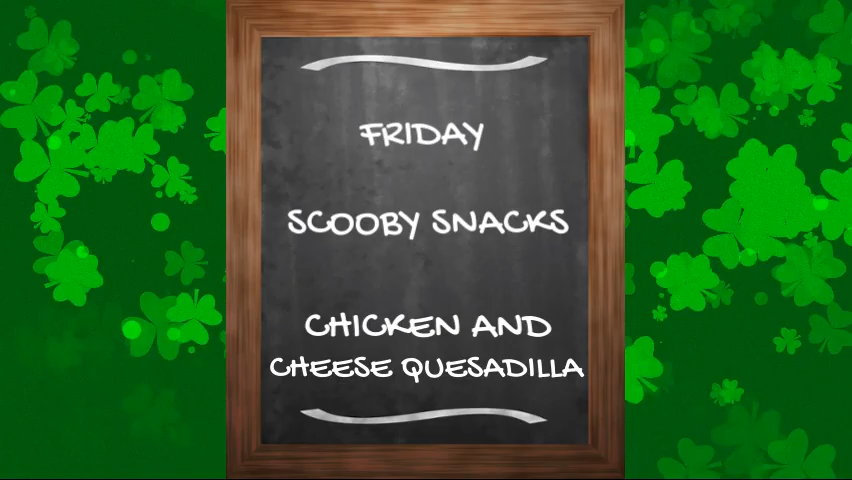 FRIDAY
SCOOBY SNACKS
CHICKEN AND
CHEESE QUESADILLA